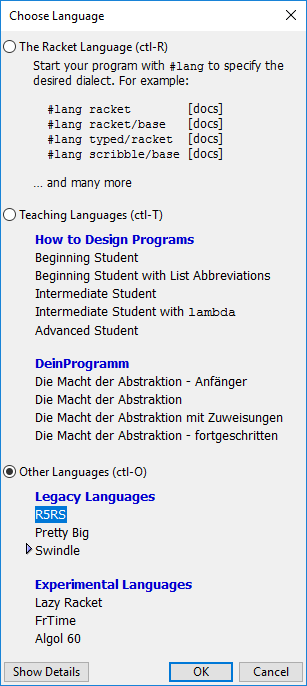 Choose Language
The Racket Language (ctl-R)
Start your program with #lang to specify the
desired dialect. For example:
#lang racket [docs]
#lang racket/base [docs]
#lang typed/racket [docs]
#lang scribble/base [docs]
... and many more
Teaching Languages (ctl-T)
How to Design Programs
Beginning Student
Beginning Student with List Abbreviations
Intermediate Student
Intermediate Student with lambda
Advanced Student
DeinProgramm
Die Macht der Abstraktion - Anfänger
Die Macht der Abstraktion
Die Macht der Abstraktion mit Zuweisungen
Die Macht der Abstraktion - fortgeschritten
Other Languages (ctl-O)
Legacy Languages
R5RS
Pretty Big
Swindle
Experimental Languages
Lazy Racket
FrTime
Algol 60
Show Details OK Cancel